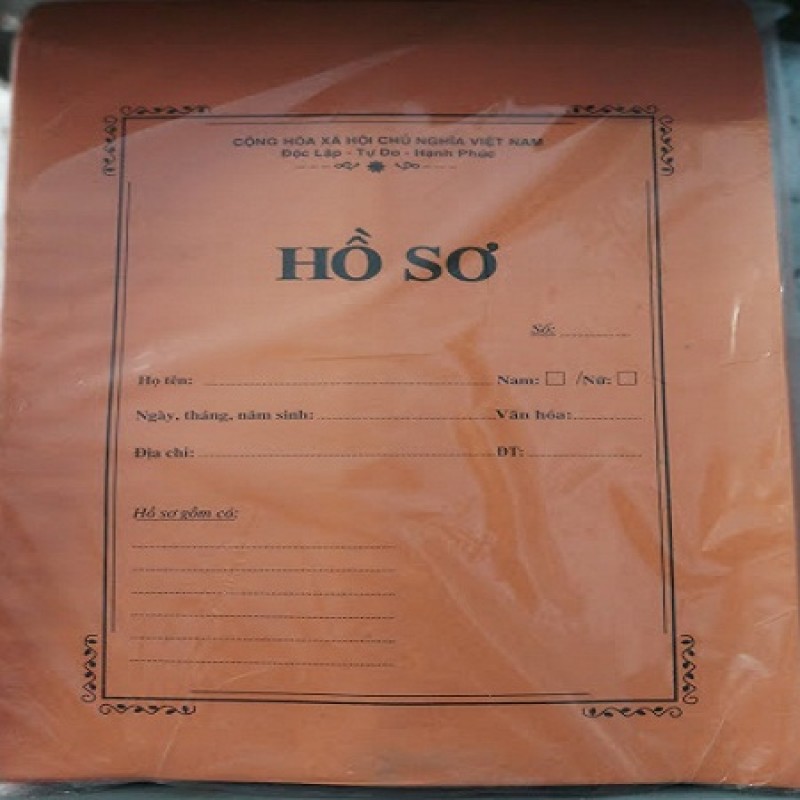 CỘNG HÒA XÃ HỘI CHỦ NGHĨA VIỆT NAM
Độc Lập - Tự Do - Hạnh Phúc
HỒ SƠ
Số:
Họ tên: Nam: /Nữ:
Ngày, tháng, năm sinh: Văn hóa:
Địa chỉ: ĐT:
Hồ sơ gồm có: